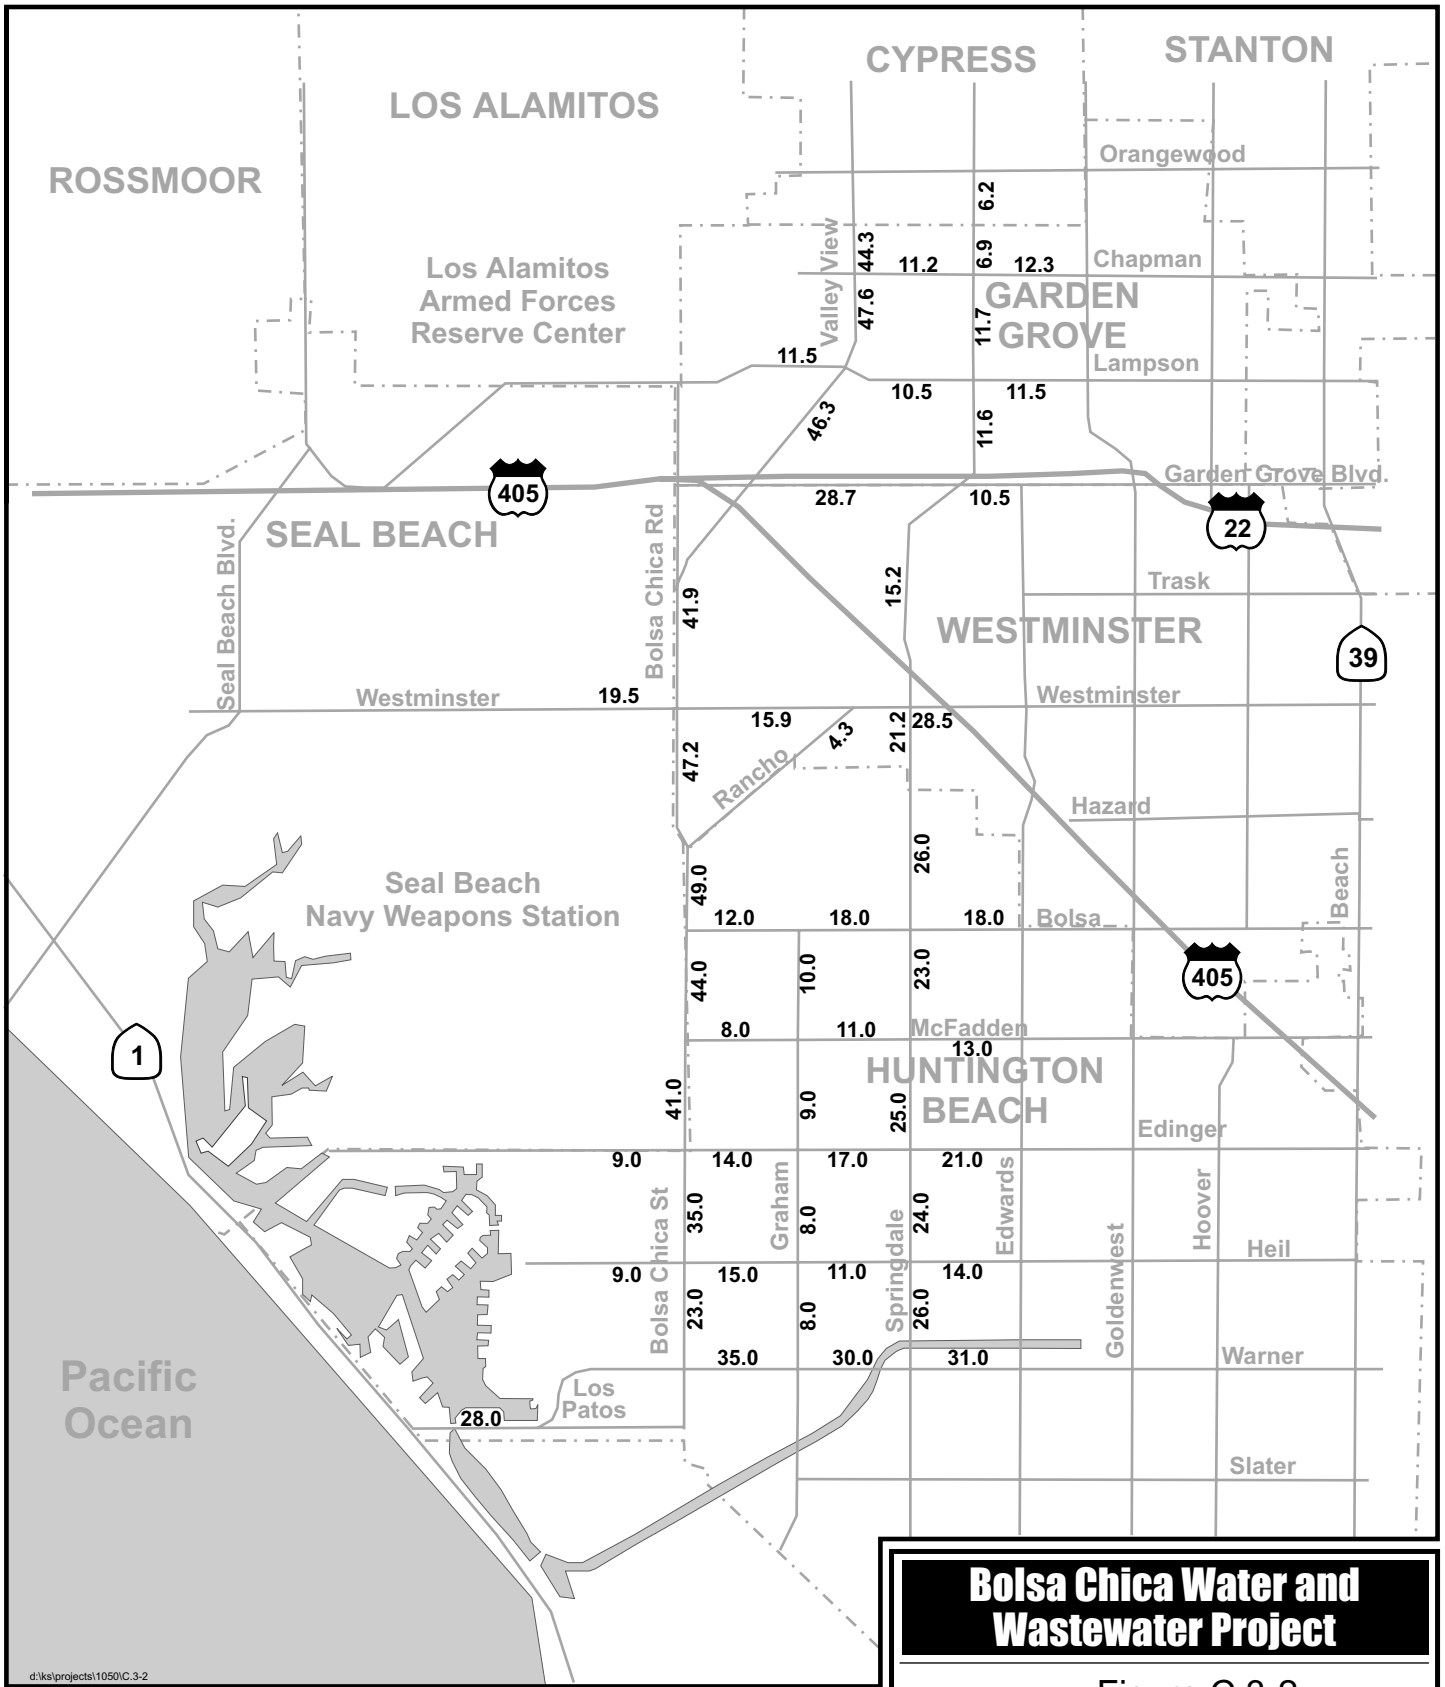 CYPRESS
STANTON
LOS ALAMITOS
ROSSMOOR
Orangewood
6.2
Valley View
44.3
6.9
11.2
12.3
Chapman
Los Alamitos
Armed Forces
Reserve Center
47.6
11.7
GARDEN
GROVE
11.5
Lampson
10.5
11.5
46.3
11.6
405
Garden Grove Blvd.
28.7
10.5
22
SEAL BEACH
Seal Beach Blvd.
Bolsa Chica Rd
41.9
15.2
Trask
WESTMINSTER
39
Westminster
19.5
Westminster
15.9
4.3
21.2
28.5
47.2
Rancho
Hazard
26.0
Beach
49.0
Seal Beach
Navy Weapons Station
12.0
18.0
18.0
Bolsa
44.0
10.0
23.0
405
8.0
11.0
McFadden
13.0
1
HUNTINGTON
BEACH
41.0
9.0
25.0
Edinger
9.0
14.0
17.0
21.0
Bolsa Chica St
35.0
Graham
8.0
Springdale
24.0
Edwards
Goldenwest
Hoover
Heil
9.0
15.0
11.0
14.0
23.0
8.0
26.0
35.0
30.0
31.0
Warner
Pacific
Ocean
Los
Patos
28.0
Slater
Bolsa Chica Water and
Wastewater Project
Figure C.3-2
d:\ks\projects\1050\C.3-2